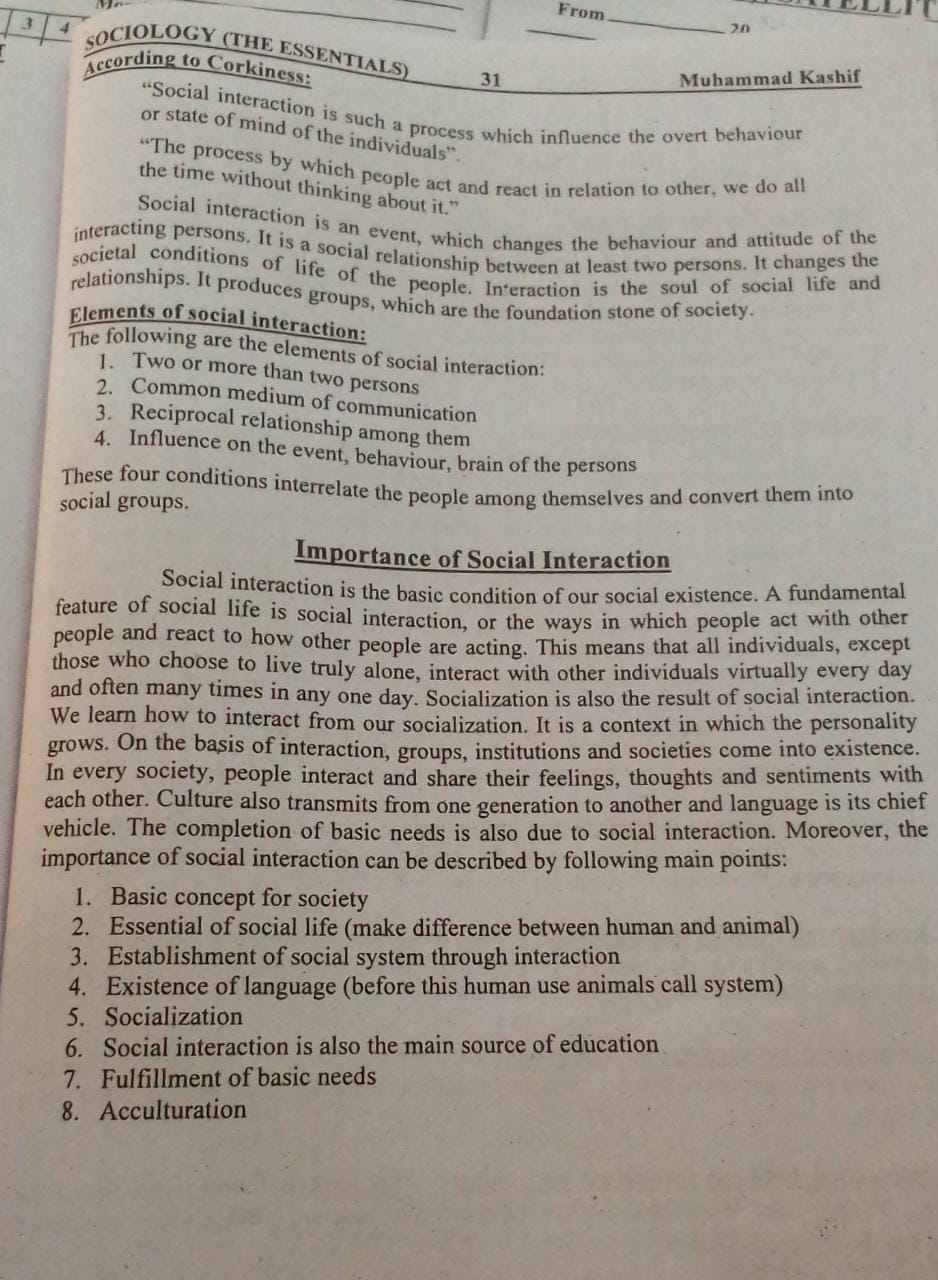 From
20
3 4
SOCIOLOGY (THE ESSENTIALS) 31 Muhammad Kashif
According to Corkiness:
“Social interaction is such a process which influence the overt behaviour
or state of mind of the individuals”.
“The process by which people act and react in relation to other, we do all
the time without thinking about it.”
Social interaction is an event, which changes the behaviour and attitude of the
interacting persons. It is a social relationship between at least two persons. It changes the
societal conditions of life of the people. Interaction is the soul of social life and
relationships. It produces groups, which are the foundation stone of society.
Elements of social interaction:
The following are the elements of social interaction:
1. Two or more than two persons
2. Common medium of communication
3. Reciprocal relationship among them
4. Influence on the event, behaviour, brain of the persons
These four conditions interrelate the people among themselves and convert them into
social groups.
Importance of Social Interaction
Social interaction is the basic condition of our social existence. A fundamental
feature of social life is social interaction, or the ways in which people act with other
people and react to how other people are acting. This means that all individuals, except
those who choose to live truly alone, interact with other individuals virtually every day
and often many times in any one day. Socialization is also the result of social interaction.
We learn how to interact from our socialization. It is a context in which the personality
grows. On the basis of interaction, groups, institutions and societies come into existence.
In every society, people interact and share their feelings, thoughts and sentiments with
each other. Culture also transmits from one generation to another and language is its chief
vehicle. The completion of basic needs is also due to social interaction. Moreover, the
importance of social interaction can be described by following main points:
1. Basic concept for society
2. Essential of social life (make difference between human and animal)
3. Establishment of social system through interaction
4. Existence of language (before this human use animals call system)
5. Socialization
6. Social interaction is also the main source of education
7. Fulfillment of basic needs
8. Acculturation